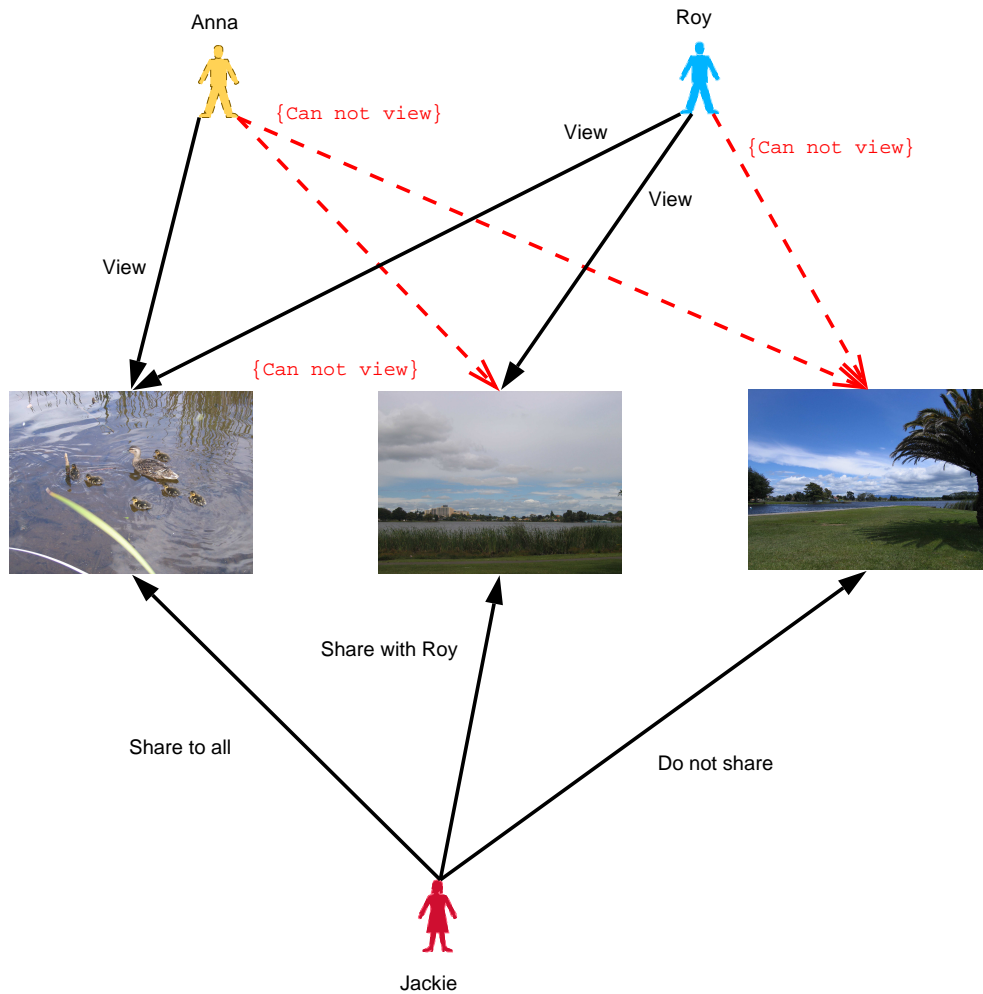 Anna
Roy
{Can not view}
View
{Can not view}
View
View
{Can not view}
Share with Roy
Share to all
Do not share
Jackie